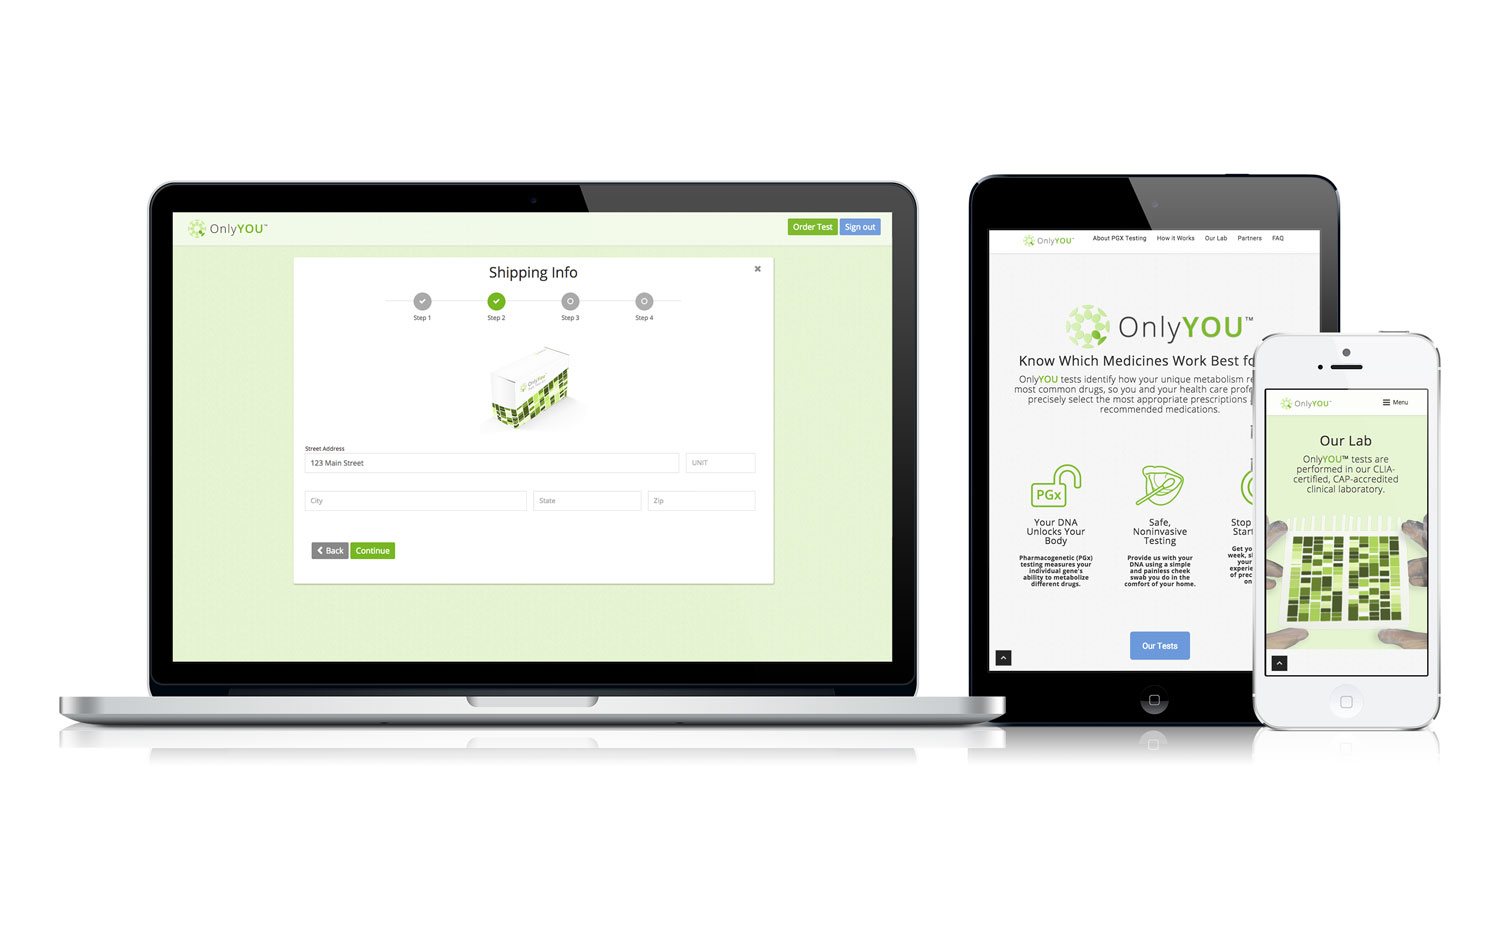 OnlyYOU™
Order Test
Sign out
Shipping Info
Step 1
Step 2
Step 3
Step 4
OnlyYou
Street Address
123 Main Street
UNIT
City
State
Zip
Back
Continue
OnlyYOU™
About PGX Testing
How It Works
Our Lab
Partners
FAQ
OnlyYOU™
Know Which Medicines Work Best fo
OnlyYOU tests identify how your unique metabolism re
most common drugs, so you and your health care profe
precisely select the most appropriate prescriptions
recommended medications.
PGx
Your DNA
Unlocks Your
Body
Pharmacogenetic (PGx)
testing measures your
individual gene's
ability to metabolize
different drugs.
Safe,
Noninvasive
Testing
Provide us with your
DNA using a simple
and painless cheek
swab you do in the
comfort of your home.
Stop
Start
Get yo
week, s
your
experie
of prec
on
Our Tests
OnlyYOU™
Menu
Our Lab
OnlyYOU™ tests are
performed in our CLIA-
certified, CAP-accredited
clinical laboratory.